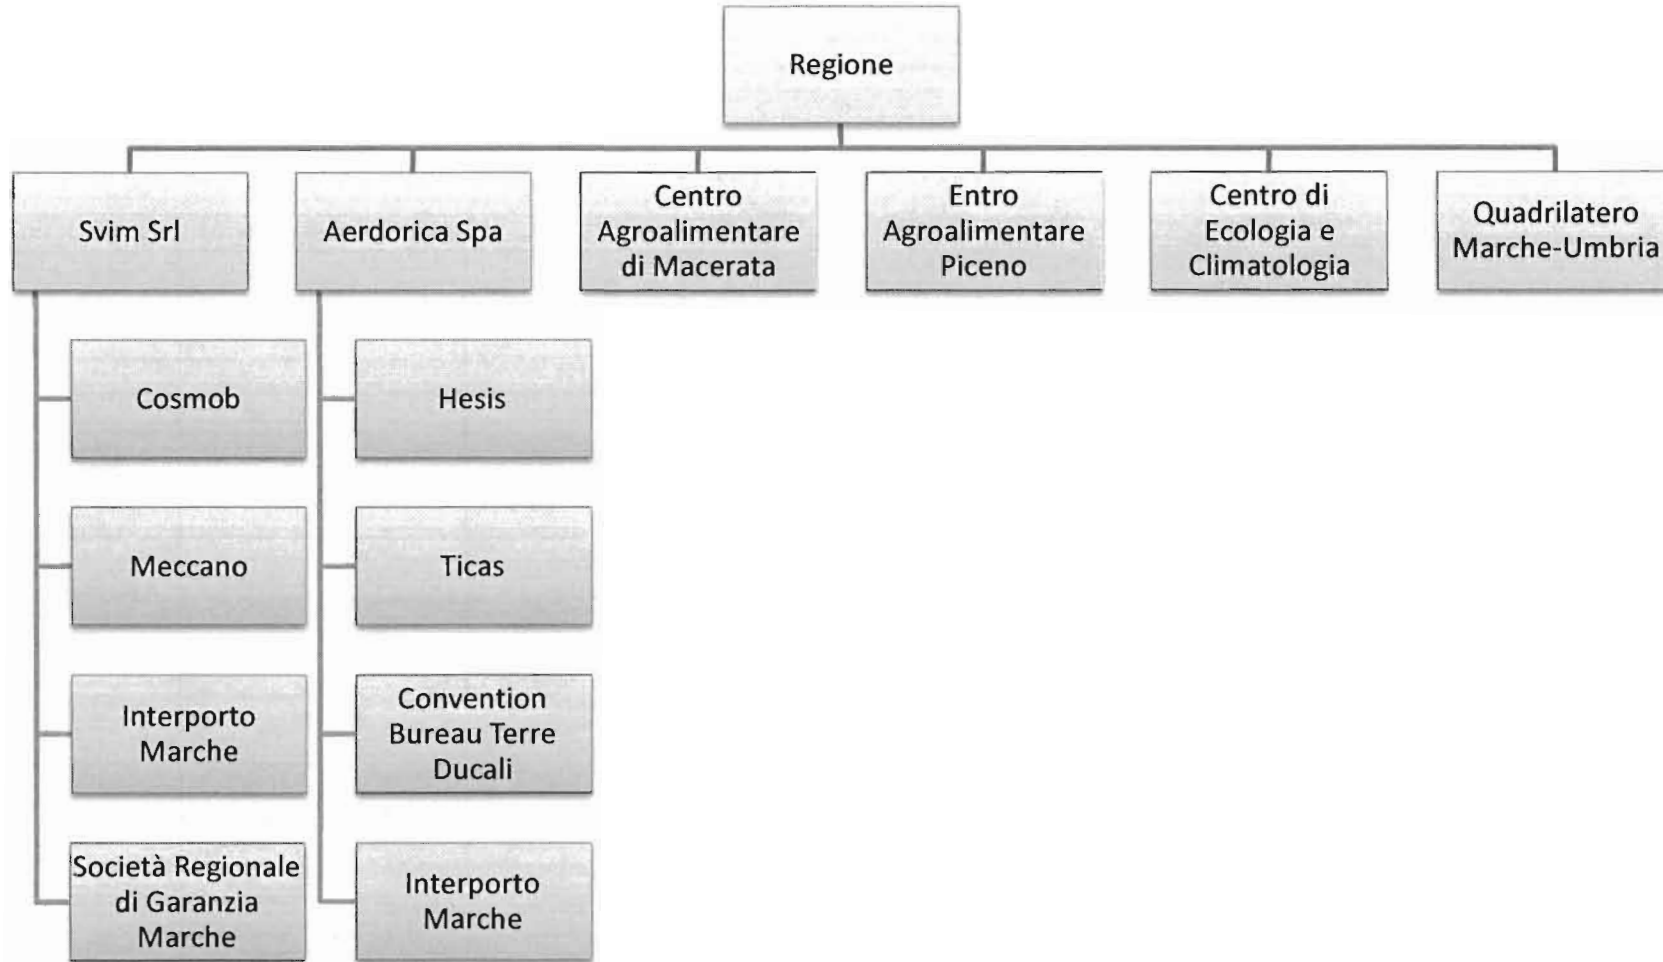 Regione
Svim Srl
Aerdorica Spa
Centro
Agroalimentare
di Macerata
Entro
Agroalimentare
Piceno
Centro di
Ecologia e
Climatologia
Quadrilatero
Marche-Umbria
Cosmob
Meccano
Interporto
Marche
Società Regionale
di Garanzia
Marche
Hesis
Ticas
Convention
Bureau Terre
Ducali
Interporto
Marche